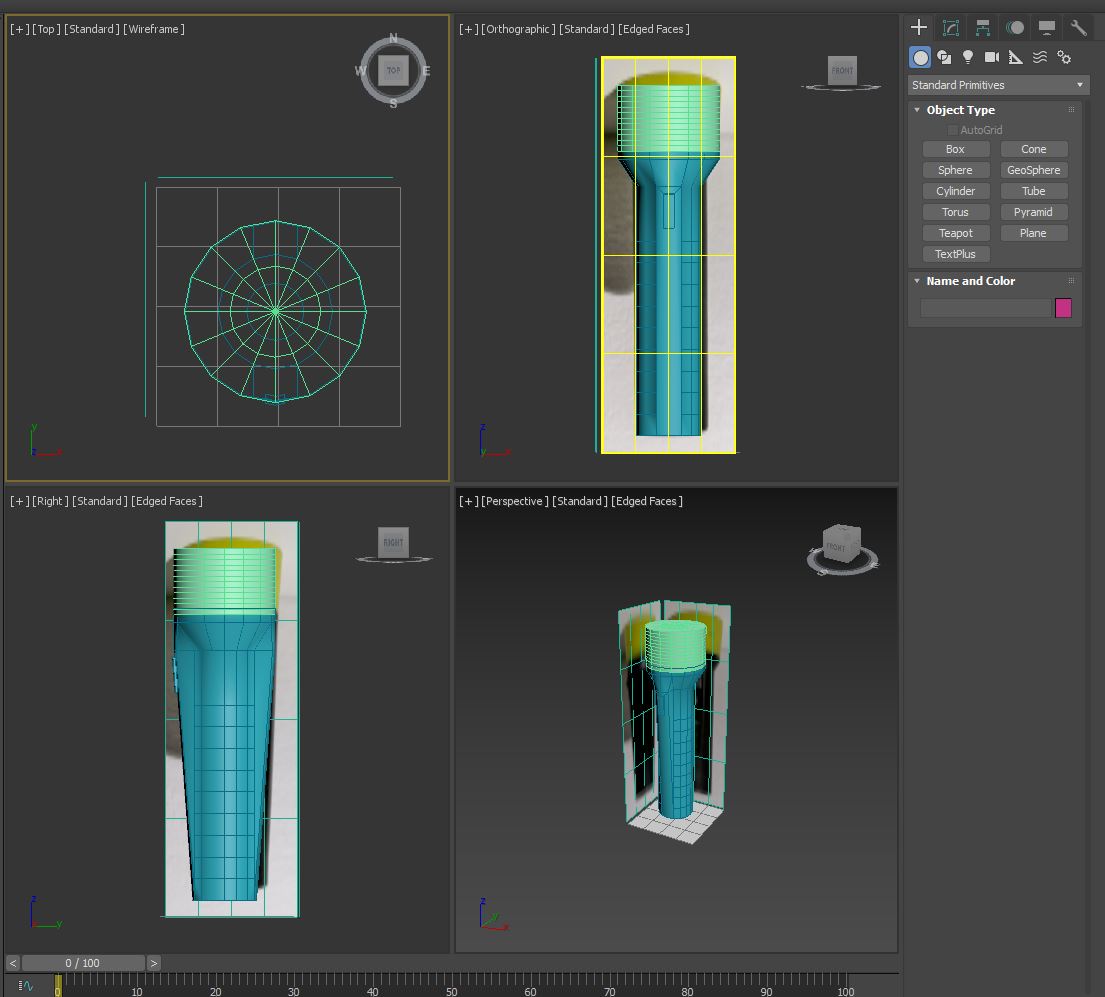 [+] [Top] [Standard] [Wireframe]
N
W TOP E
S
y
z x
[+] [Orthographic] [Standard] [Edged Faces]
FRONT
z
y x
[+] [Right] [Standard] [Edged Faces]
RIGHT
z
x y
[+] [Perspective] [Standard] [Edged Faces]
FRONT
z
y
x
Standard Primitives
Object Type
AutoGrid
Box Cone
Sphere GeoSphere
Cylinder Tube
Torus Pyramid
Teapot Plane
TextPlus
Name and Color
< 0 / 100 >
0 10 20 30 40 50 60 70 80 90 100